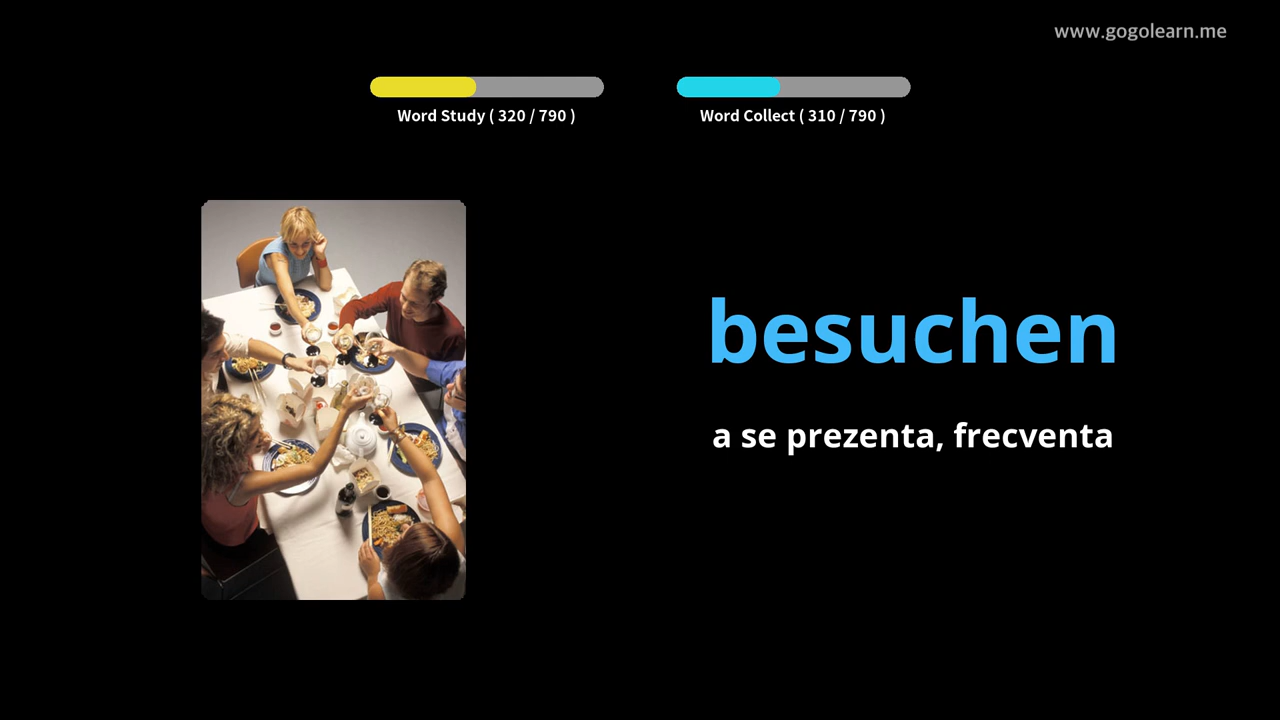 www.gogolearn.me
Word Study ( 320 / 790 )
Word Collect ( 310 / 790 )
besuchen
a se prezenta, frecventa